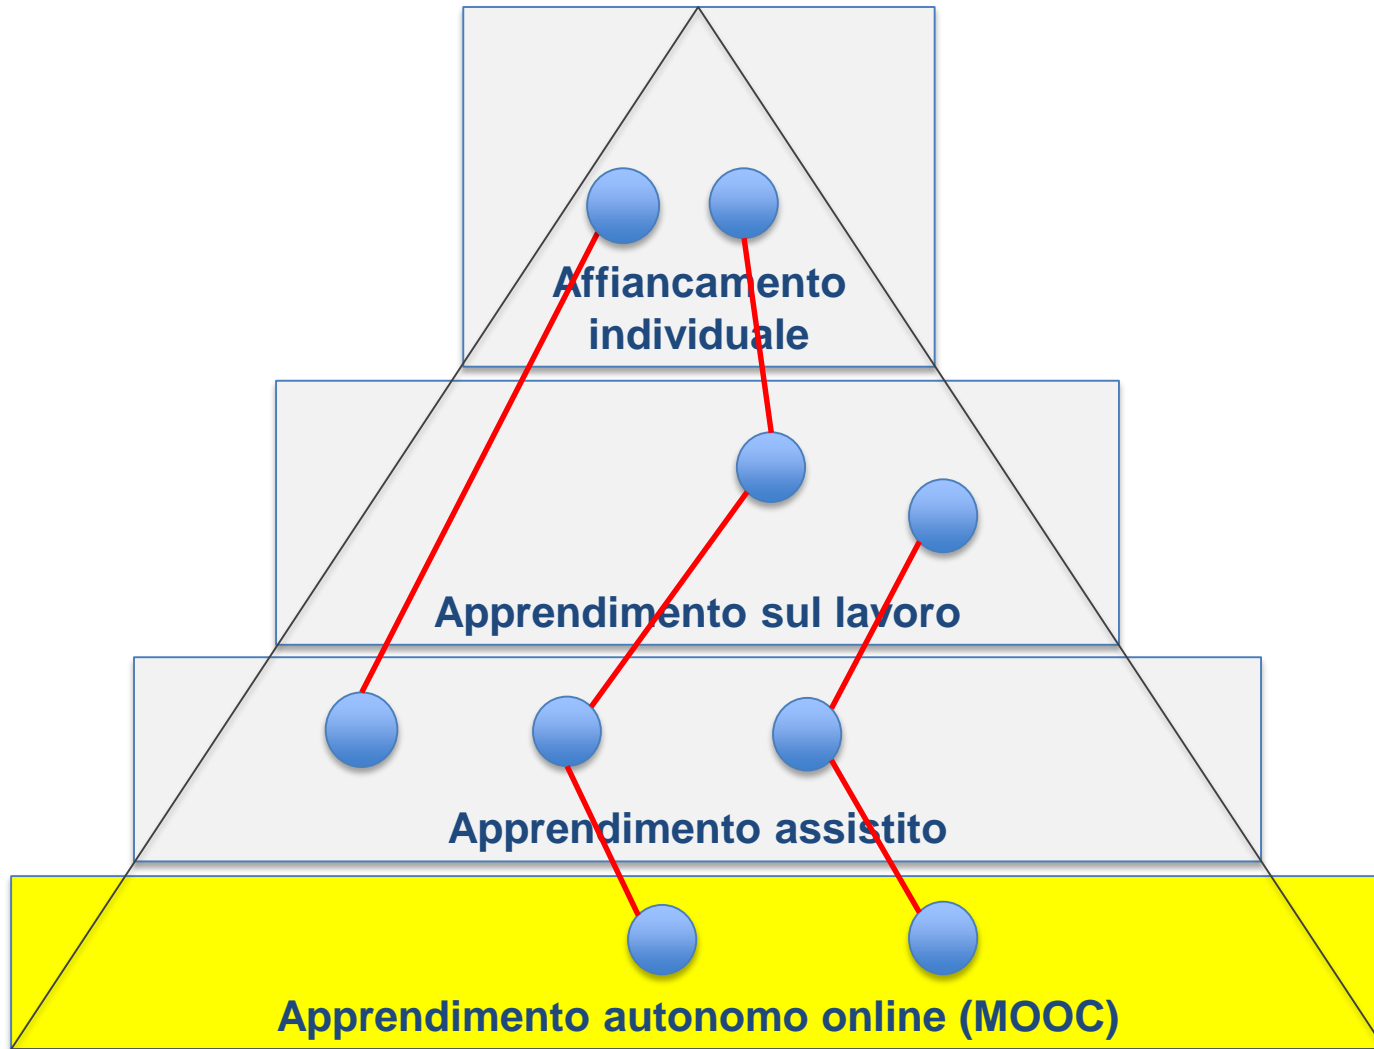 Affiancamento
individuale
Apprendimento sul lavoro
Apprendimento assistito
Apprendimento autonomo online (MOOC)